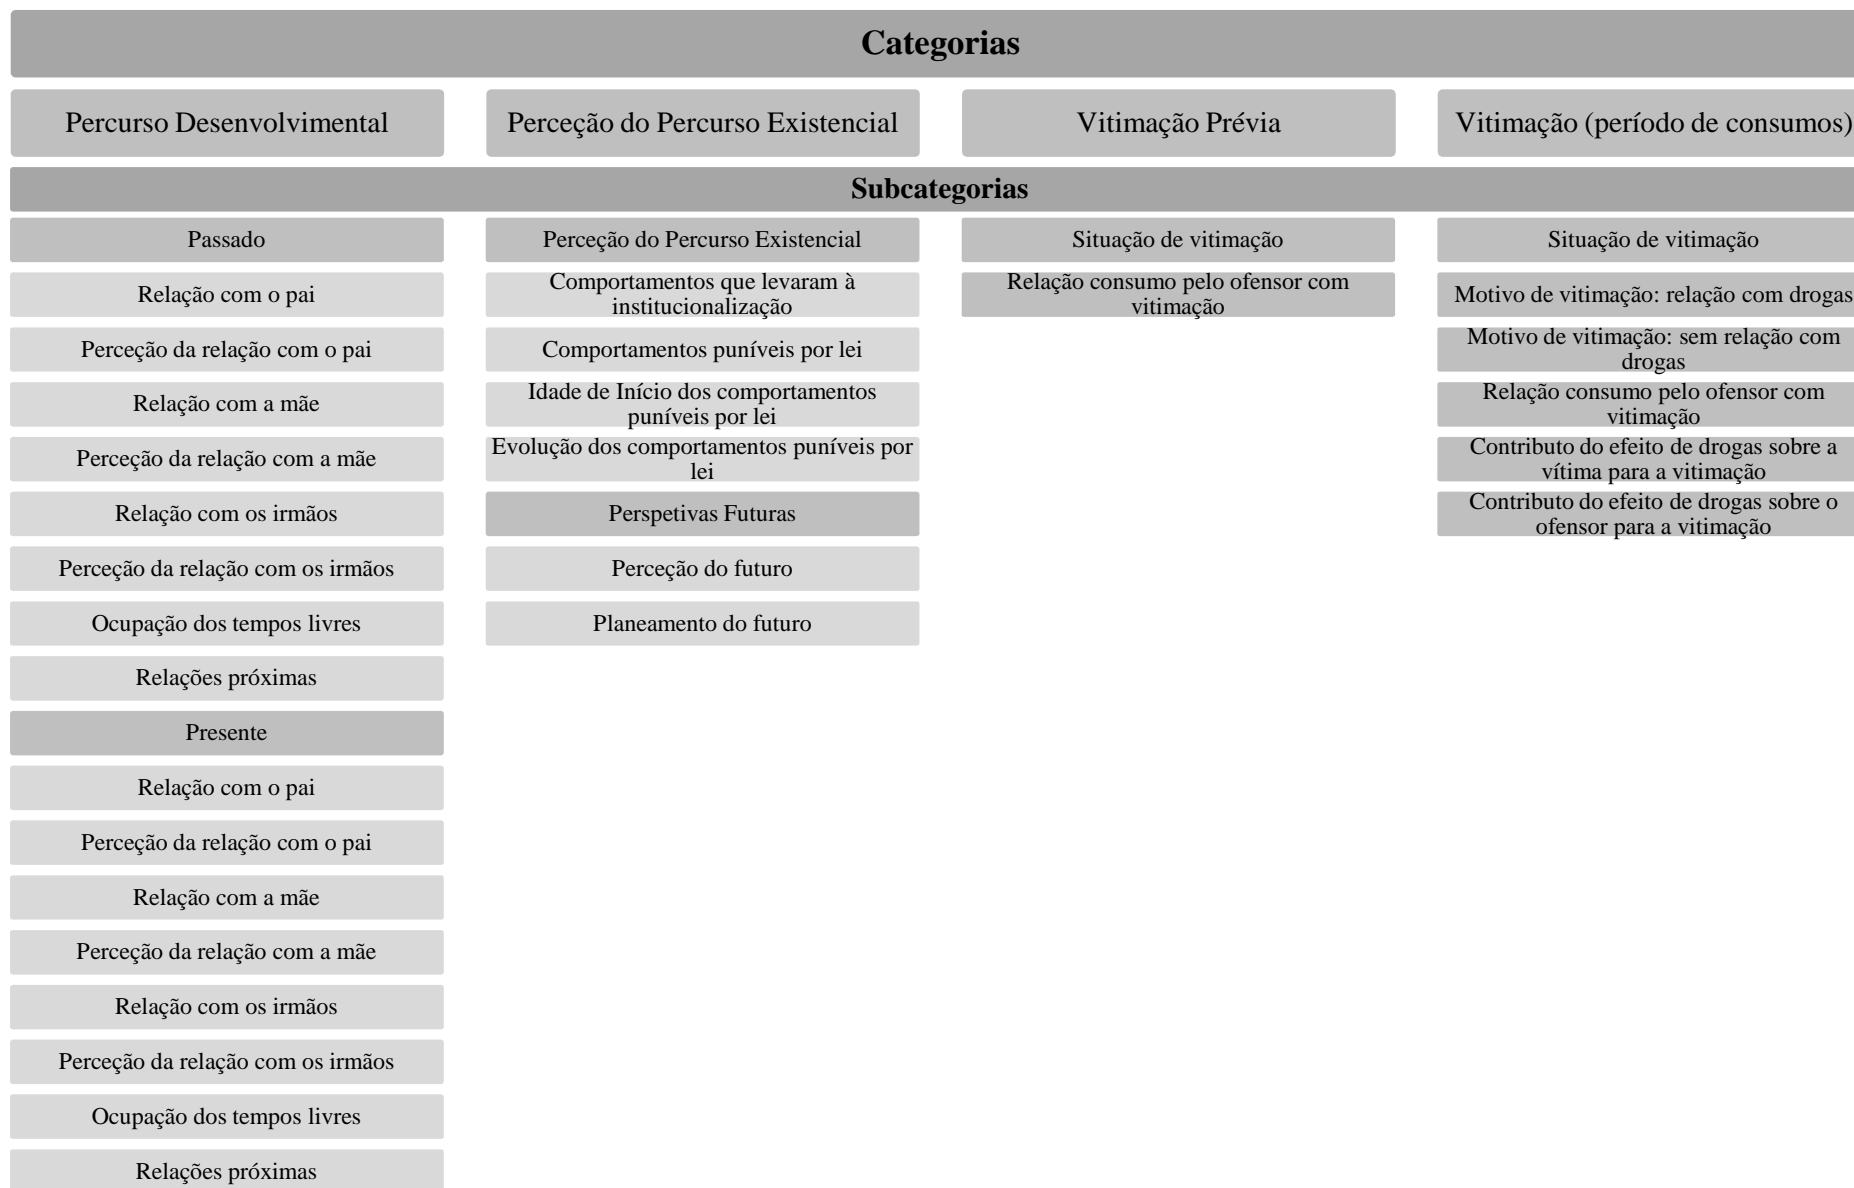 Categorias
Percurso Desenvolvimental
Perceção do Percurso Existencial
Vitimação Prévia
Vitimação (período de consumos)
Subcategorias
Passado
Relação com o pai
Perceção da relação com o pai
Relação com a mãe
Perceção da relação com a mãe
Relação com os irmãos
Perceção da relação com os irmãos
Ocupação dos tempos livres
Relações próximas
Presente
Relação com o pai
Perceção da relação com o pai
Relação com a mãe
Perceção da relação com a mãe
Relação com os irmãos
Perceção da relação com os irmãos
Ocupação dos tempos livres
Relações próximas
Perceção do Percurso Existencial
Comportamentos que levaram à
institucionalização
Comportamentos puníveis por lei
Idade de Início dos comportamentos
puníveis por lei
Evolução dos comportamentos puníveis por
lei
Perspetivas Futuras
Perceção do futuro
Planeamento do futuro
Situação de vitimação
Relação consumo pelo ofensor com
vitimação
Situação de vitimação
Motivo de vitimação: relação com drogas
Motivo de vitimação: sem relação com
drogas
Relação consumo pelo ofensor com
vitimação
Contributo do efeito de drogas sobre a
vítima para a vitimação
Contributo do efeito de drogas sobre o
ofensor para a vitimação